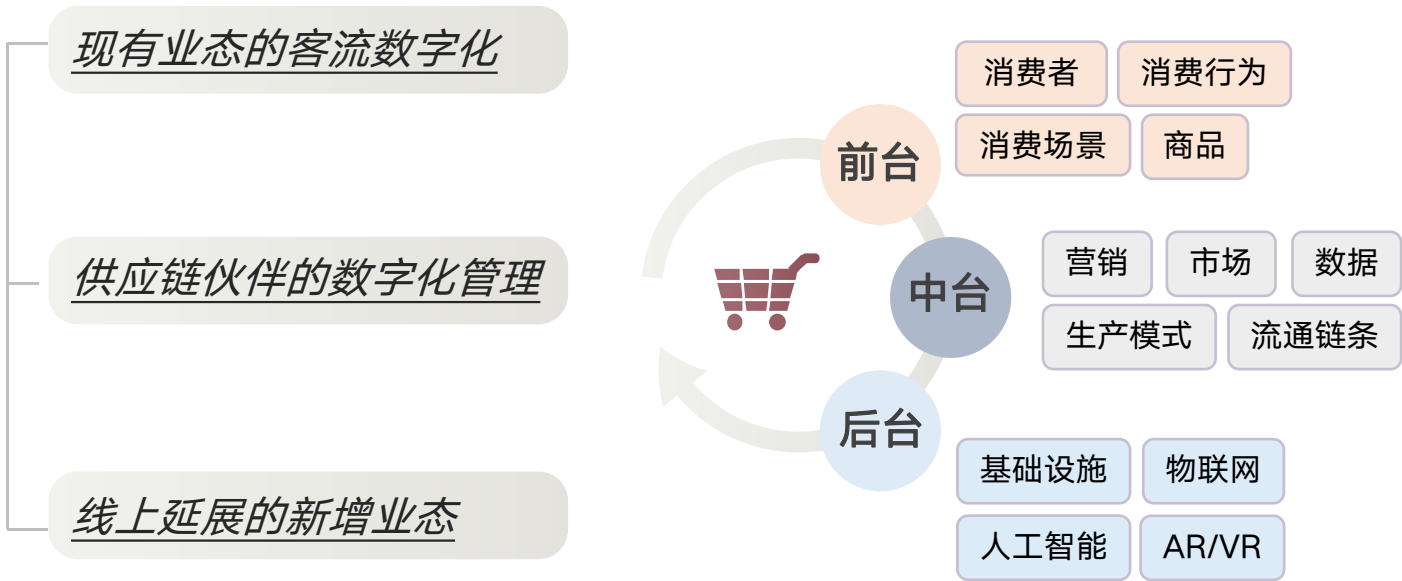 现有业态的客流数字化
供应链伙伴的数字化管理
线上延展的新增业态
前台
消费者 消费行为
消费场景 商品
中台
营销 市场 数据
生产模式 流通链条
后台
基础设施 物联网
人工智能 AR/VR